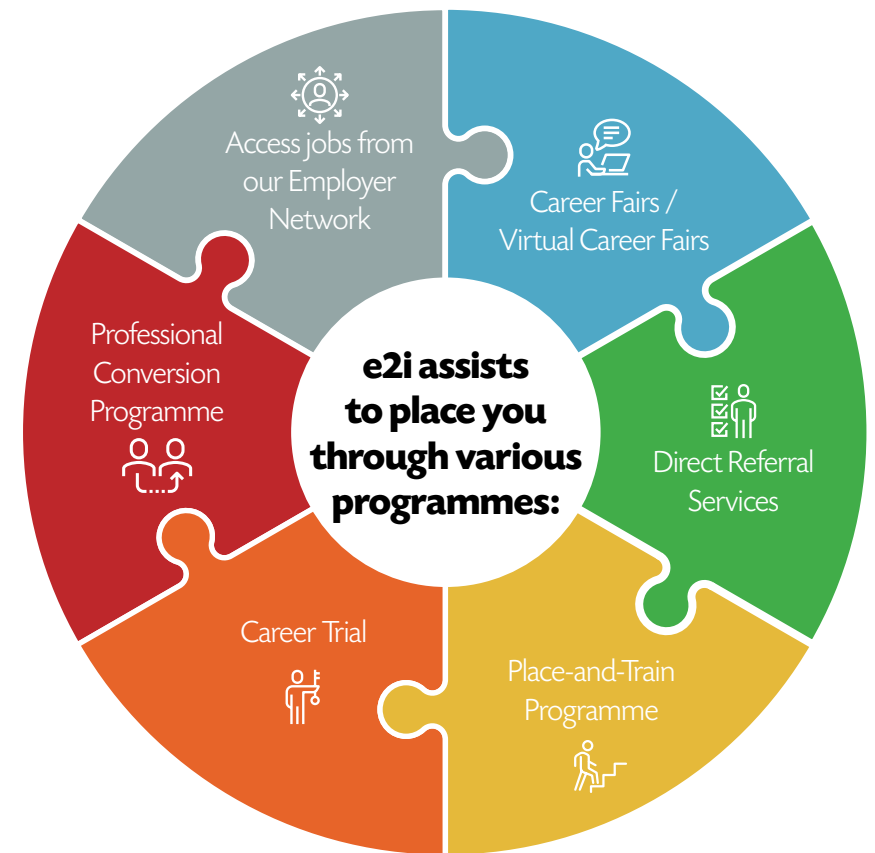 e2i assists
to place you
through various
programmes:
Access jobs from
our Employer
Network
Career Fairs /
Virtual Career Fairs
Direct Referral
Services
Place-and-Train
Programme
Career Trial
Professional
Conversion
Programme